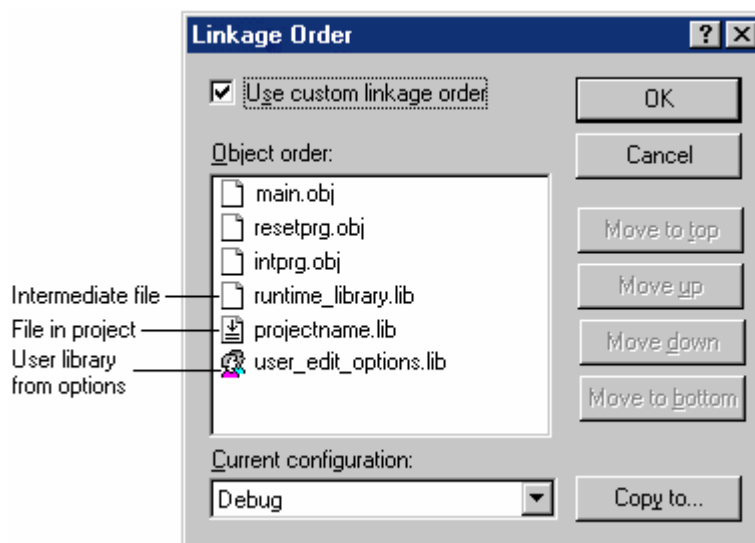 Linkage Order
Use custom linkage order
OK
Object order:
Cancel
main.obj
resetprg.obj
Move to top
intprg.obj
Intermediate file
runtime_library.lib
Move up
File in project
projectname.lib
Move down
User library
from options
user_edit_options.lib
Move to bottom
Current configuration:
Debug
Copy to...